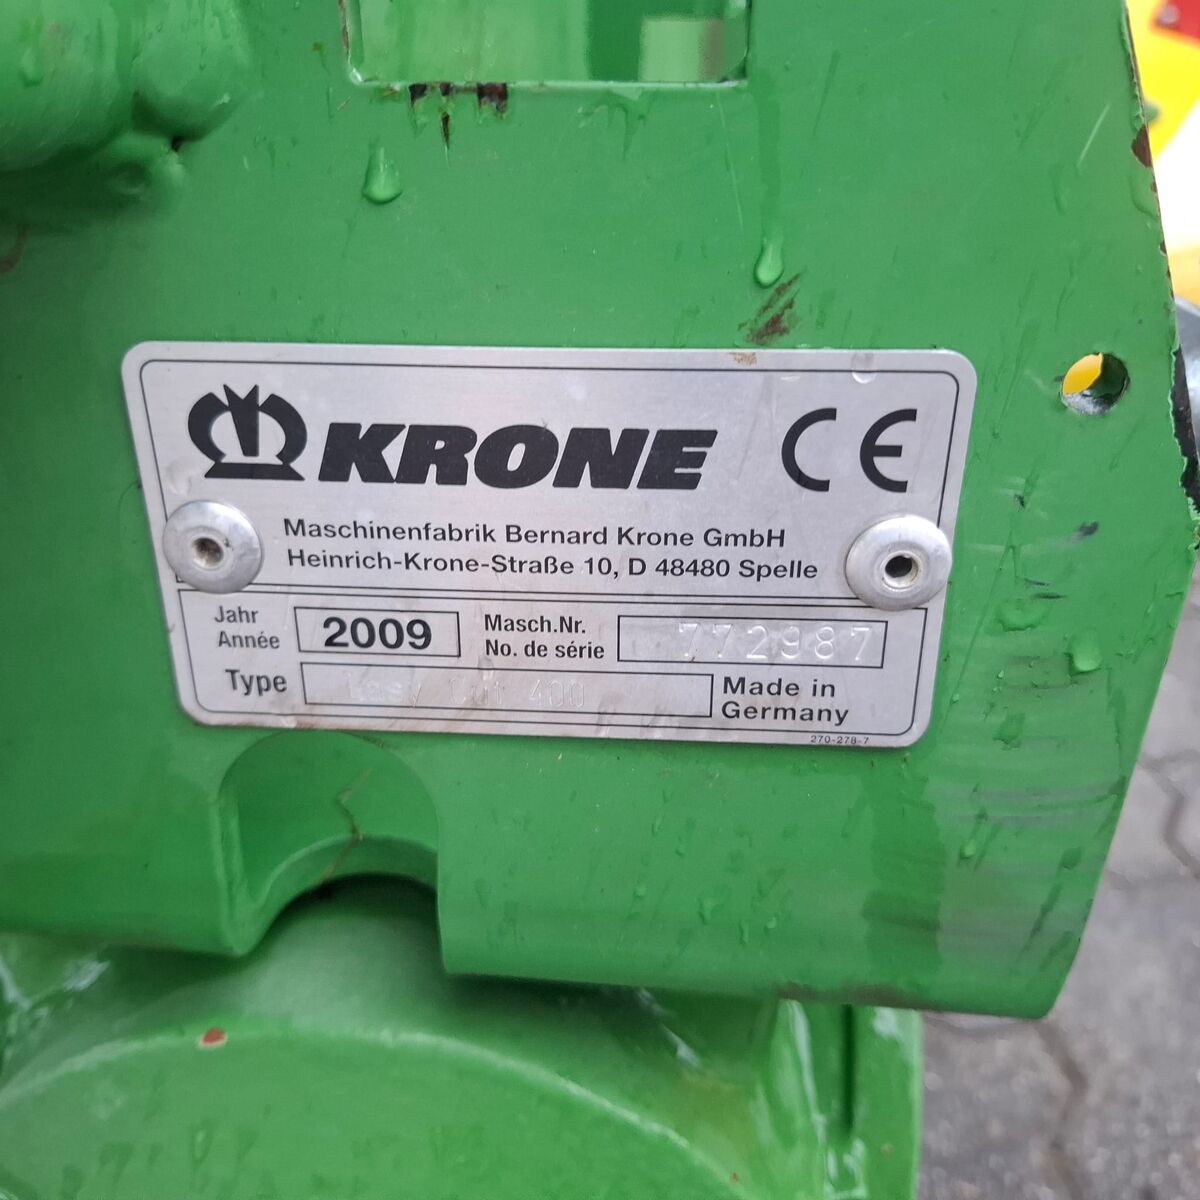 KRONE CE
Maschinenfabrik Bernard Krone GmbH
Heinrich-Krone-Straße 10, D 48480 Spelle
Jahr
Année
2009
Masch.Nr.
No. de série
772987
Type
Easy Cut 400
Made in
Germany
270-278-7